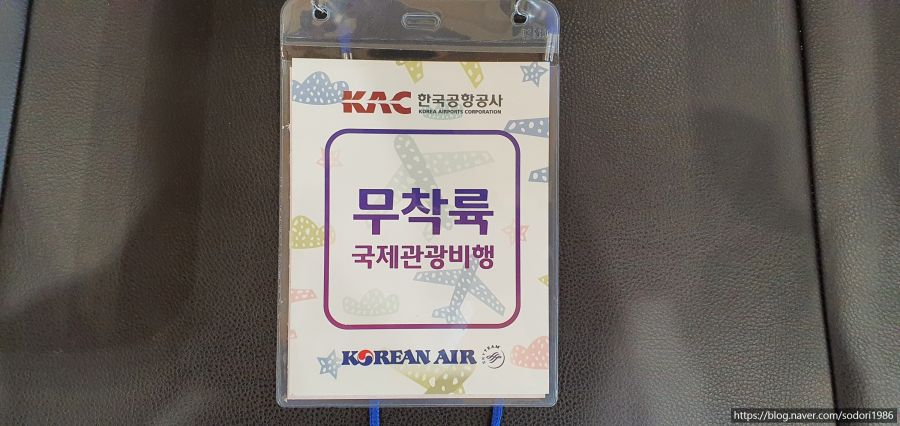 KAC 한국공항공사
KOREA AIRPORTS CORPORATION
무착륙
국제관광비행
KOREAN AIR SKYTEAM
https://blog.naver.com/sodori1986